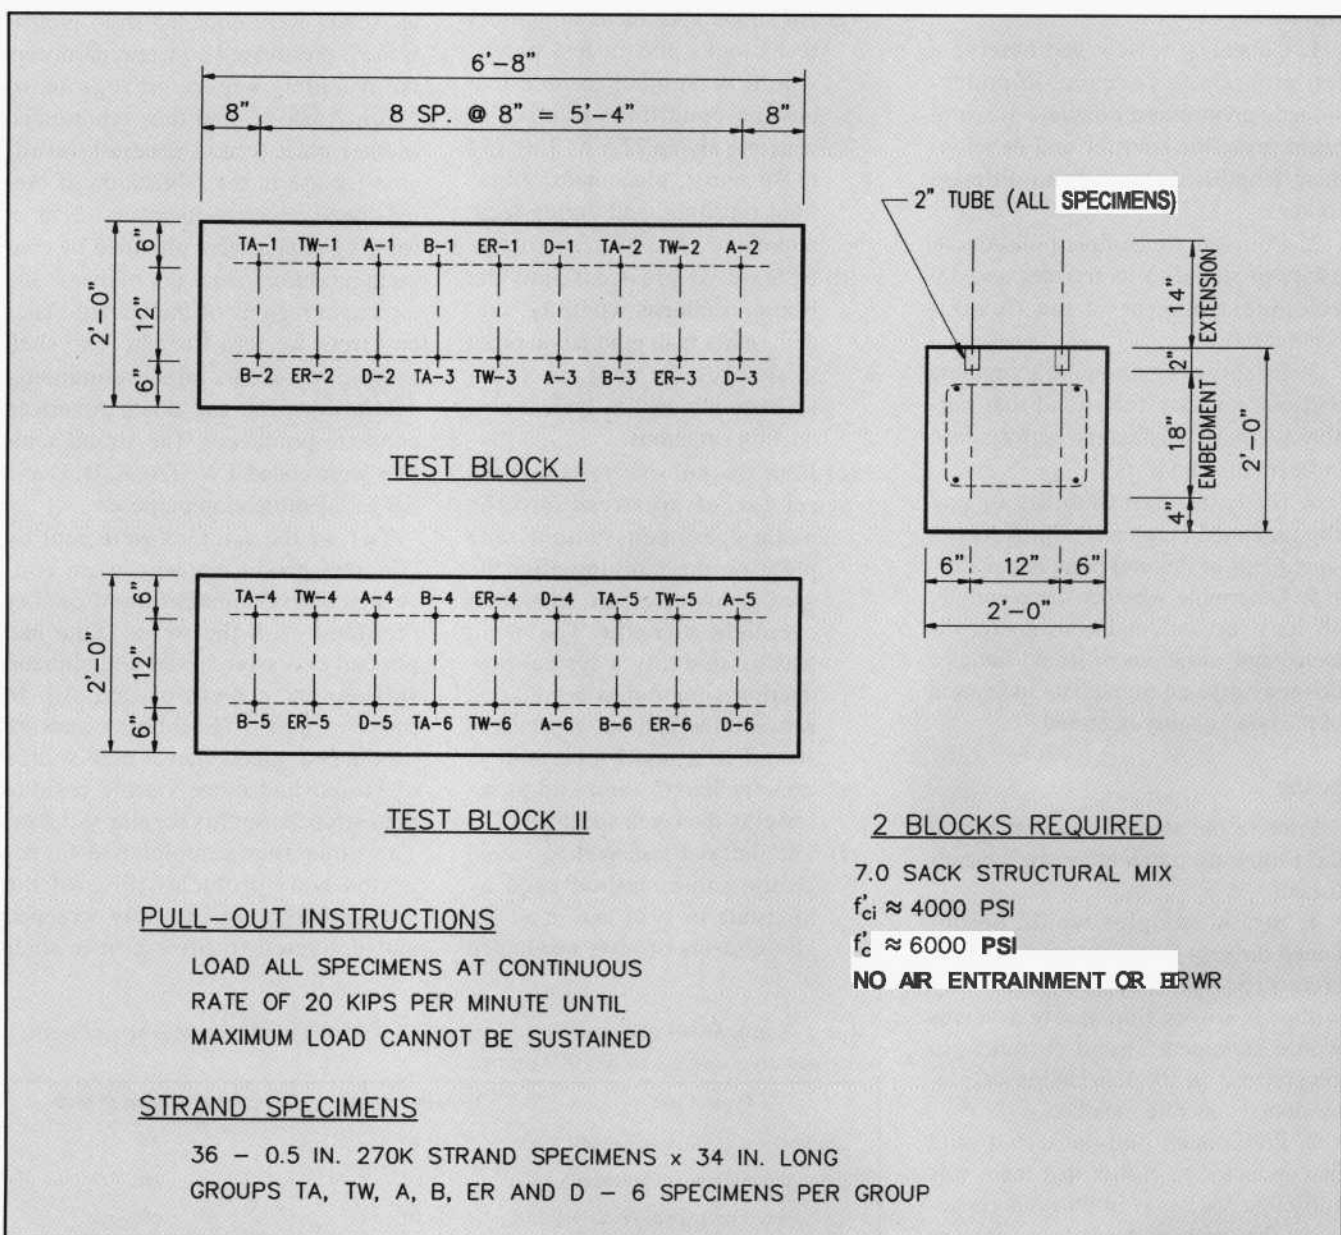 6'-8"
8" 8 SP. @ 8" = 5'-4" 8"
TA-1 TW-1 A-1 B-1 ER-1 D-1 TA-2 TW-2 A-2
B-2 ER-2 D-2 TA-3 TW-3 A-3 B-3 ER-3 D-3
2'-0"
6"
12"
6"
TEST BLOCK I
2" TUBE (ALL SPECIMENS)
14"
EXTENSION
2"
18"
EMBEDMENT
4"
2'-0"
6" 12" 6"
2'-0"
TA-4 TW-4 A-4 B-4 ER-4 D-4 TA-5 TW-5 A-5
B-5 ER-5 D-5 TA-6 TW-6 A-6 B-6 ER-6 D-6
2'-0"
6"
12"
6"
TEST BLOCK II
2 BLOCKS REQUIRED
7.0 SACK STRUCTURAL MIX
f'ci ≈ 4000 PSI
f'c ≈ 6000 PSI
NO AIR ENTRAINMENT OR HRWR
PULL-OUT INSTRUCTIONS
LOAD ALL SPECIMENS AT CONTINUOUS
RATE OF 20 KIPS PER MINUTE UNTIL
MAXIMUM LOAD CANNOT BE SUSTAINED
STRAND SPECIMENS
36 - 0.5 IN. 270K STRAND SPECIMENS x 34 IN. LONG
GROUPS TA, TW, A, B, ER AND D - 6 SPECIMENS PER GROUP